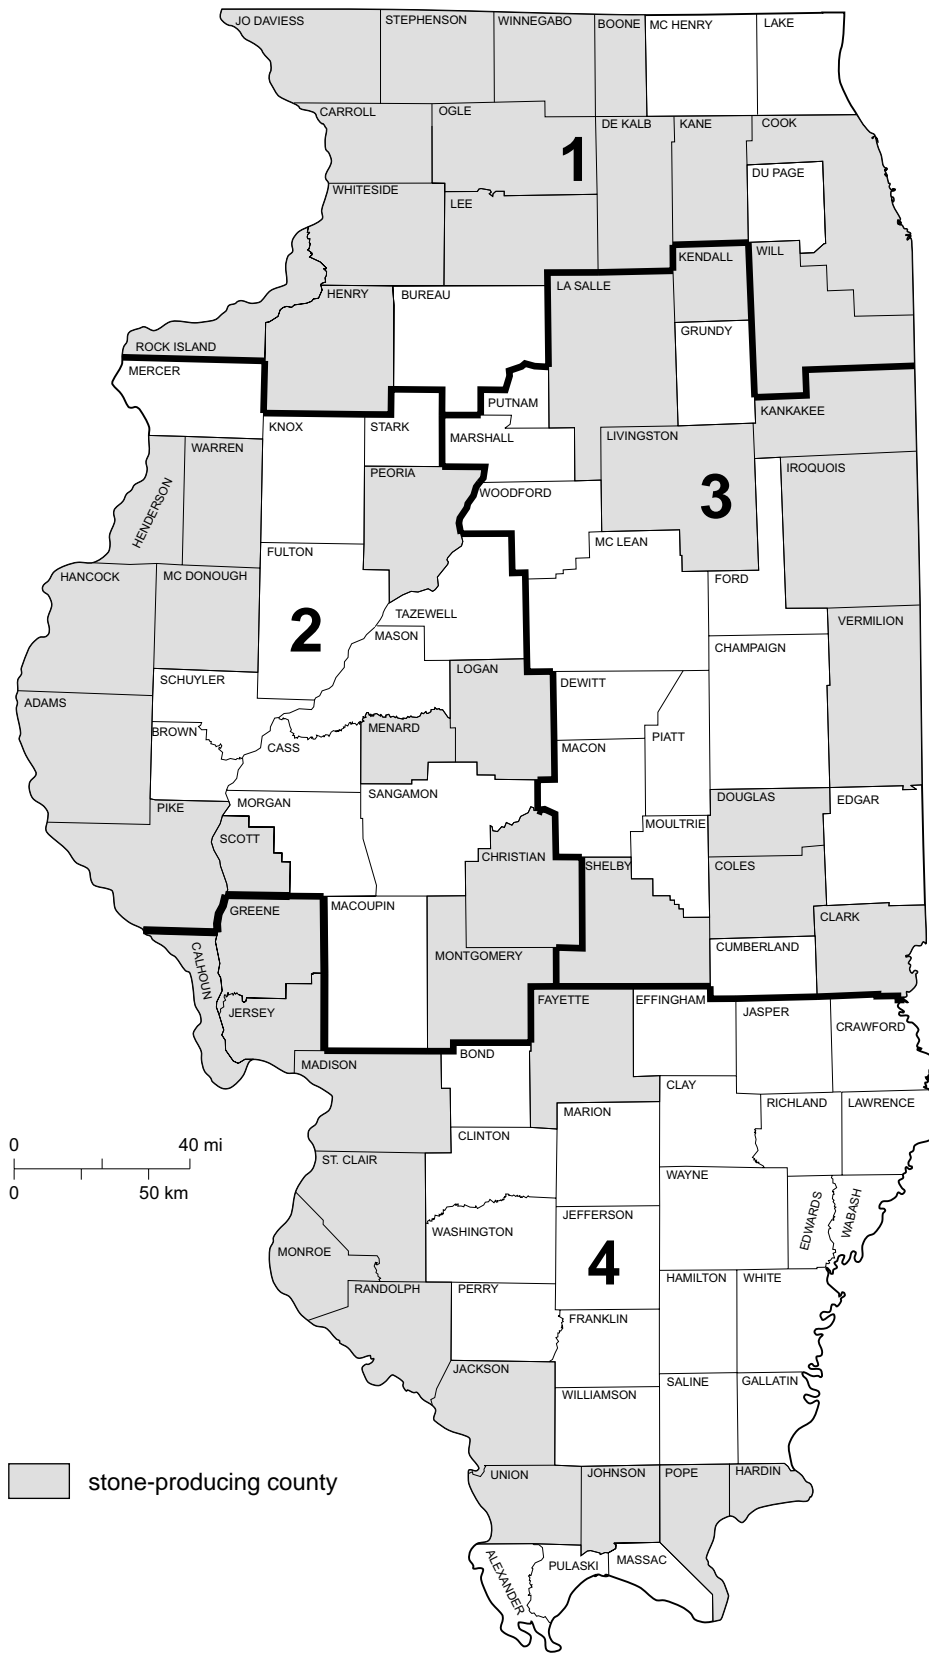 JO DAVIESS
STEPHENSON
WINNEGABO
BOONE
MC HENRY
LAKE
CARROLL
OGLE
DE KALB
KANE
COOK
1
DU PAGE
WHITESIDE
LEE
WILL
KENDALL
LA SALLE
HENRY
BUREAU
GRUNDY
ROCK ISLAND
MERCER
PUTNAM
KANKAKEE
KNOX
STARK
MARSHALL
LIVINGSTON
WARREN
PEORIA
IROQUOIS
HENDERSON
WOODFORD
3
MC LEAN
FULTON
HANCOCK
MC DONOUGH
FORD
TAZEWELL
VERMILION
2
MASON
CHAMPAIGN
LOGAN
SCHUYLER
DEWITT
ADAMS
BROWN
MENARD
PIATT
CASS
MACON
SANGAMON
DOUGLAS
EDGAR
PIKE
MORGAN
MOULTRIE
SCOTT
CHRISTIAN
SHELBY
COLES
MACOUPIN
GREENE
CLARK
CUMBERLAND
MONTGOMERY
CALHOUN
FAYETTE
EFFINGHAM
JERSEY
JASPER
CRAWFORD
BOND
MADISON
CLAY
RICHLAND
LAWRENCE
MARION
CLINTON
0 40 mi
ST. CLAIR
WAYNE
0 50 km
EDWARDS
WABASH
JEFFERSON
WASHINGTON
MONROE
4
HAMILTON
WHITE
RANDOLPH
PERRY
FRANKLIN
JACKSON
SALINE
GALLATIN
WILLIAMSON
UNION
JOHNSON
POPE
HARDIN
stone-producing county
ALEXANDER
PULASKI
MASSAC